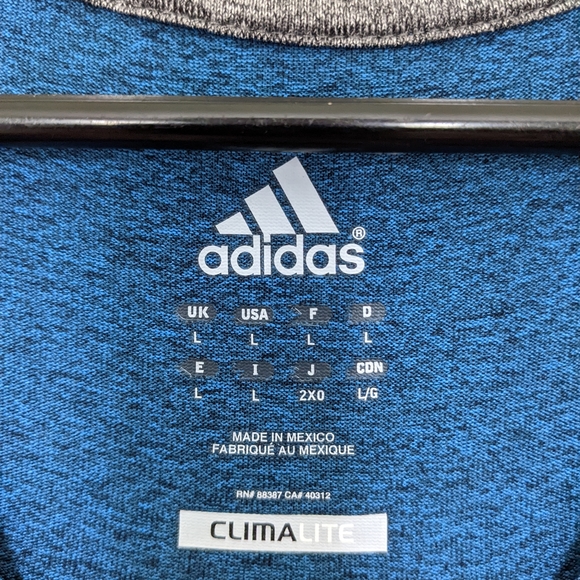 adidas®
UK USA F D
L L L L
E I J CDN
L L 2XO L/G
MADE IN MEXICO
FABRIQUÉ AU MEXIQUE
RN# 88387 CA# 40312
CLIMALITE